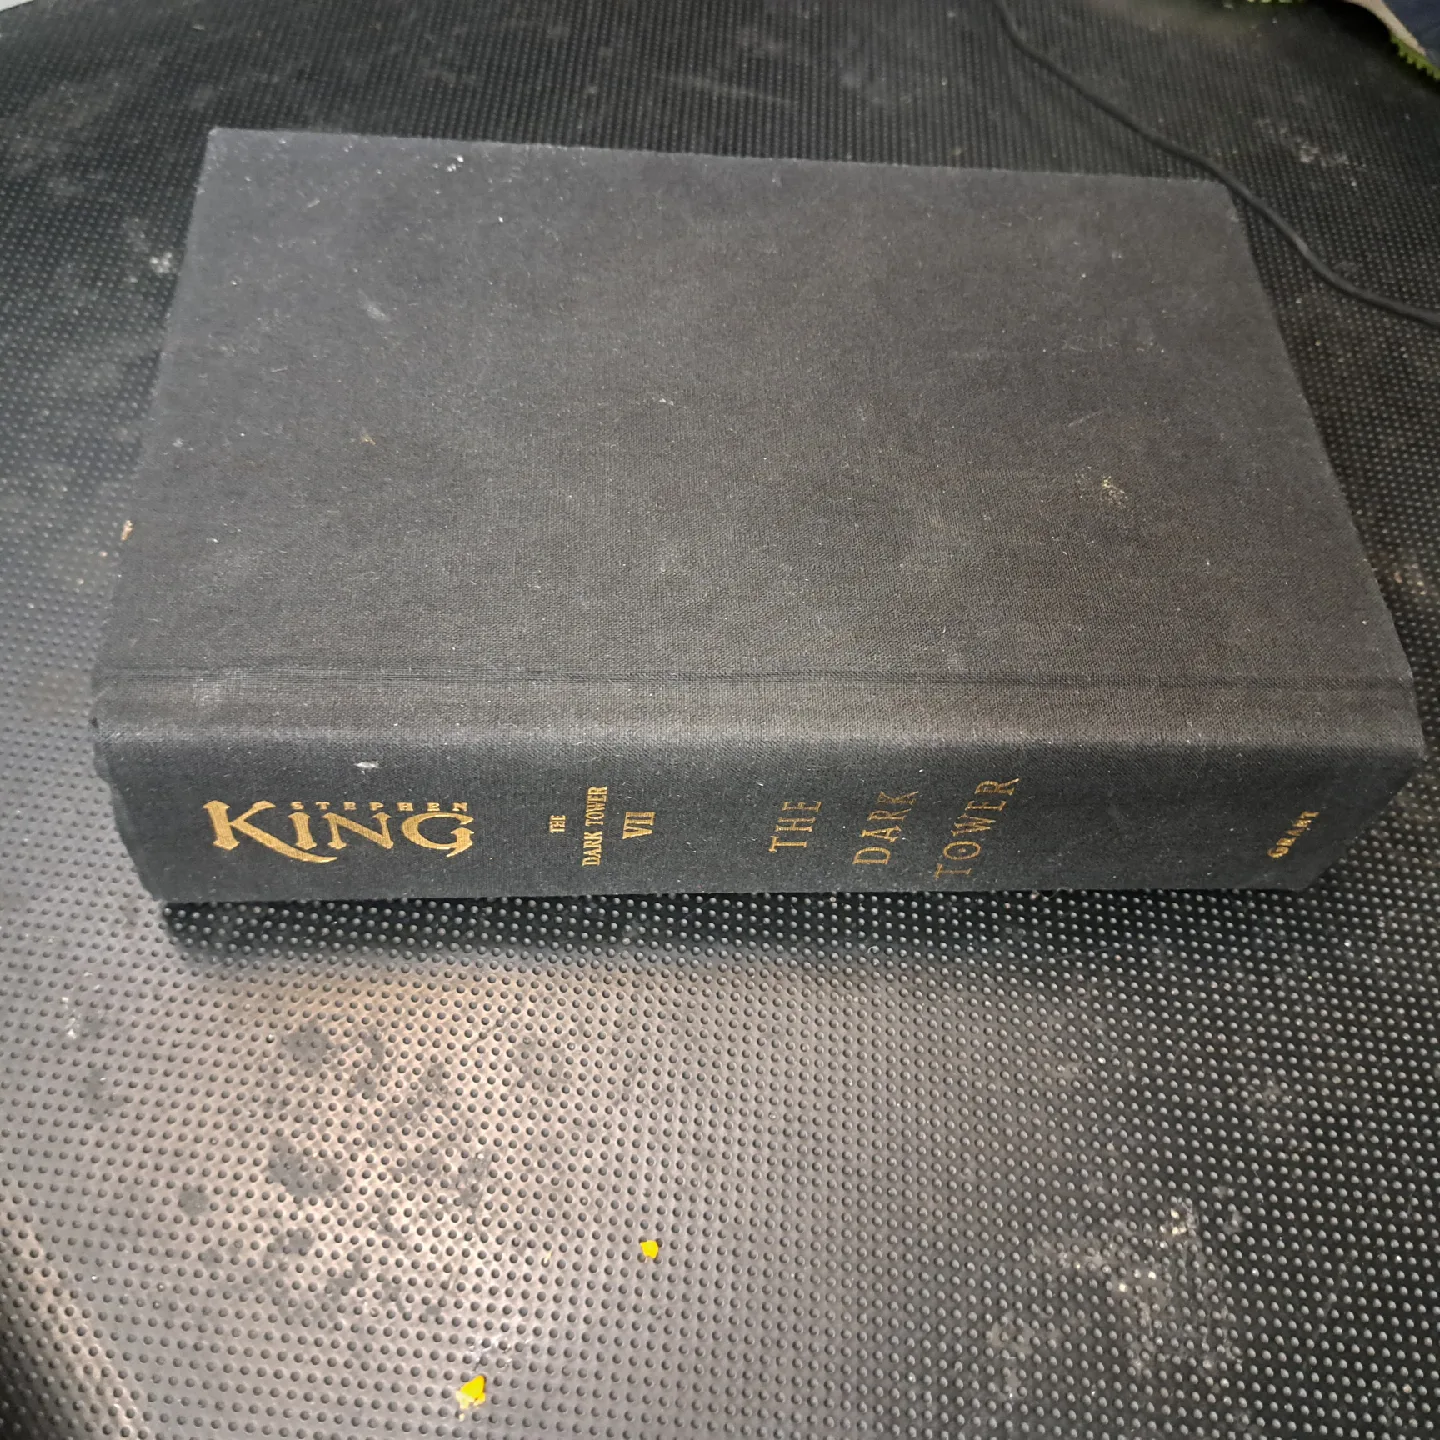 STEPHEN
KING
THE
DARK TOWER
VII
THE
DARK
TOWER
GRANT